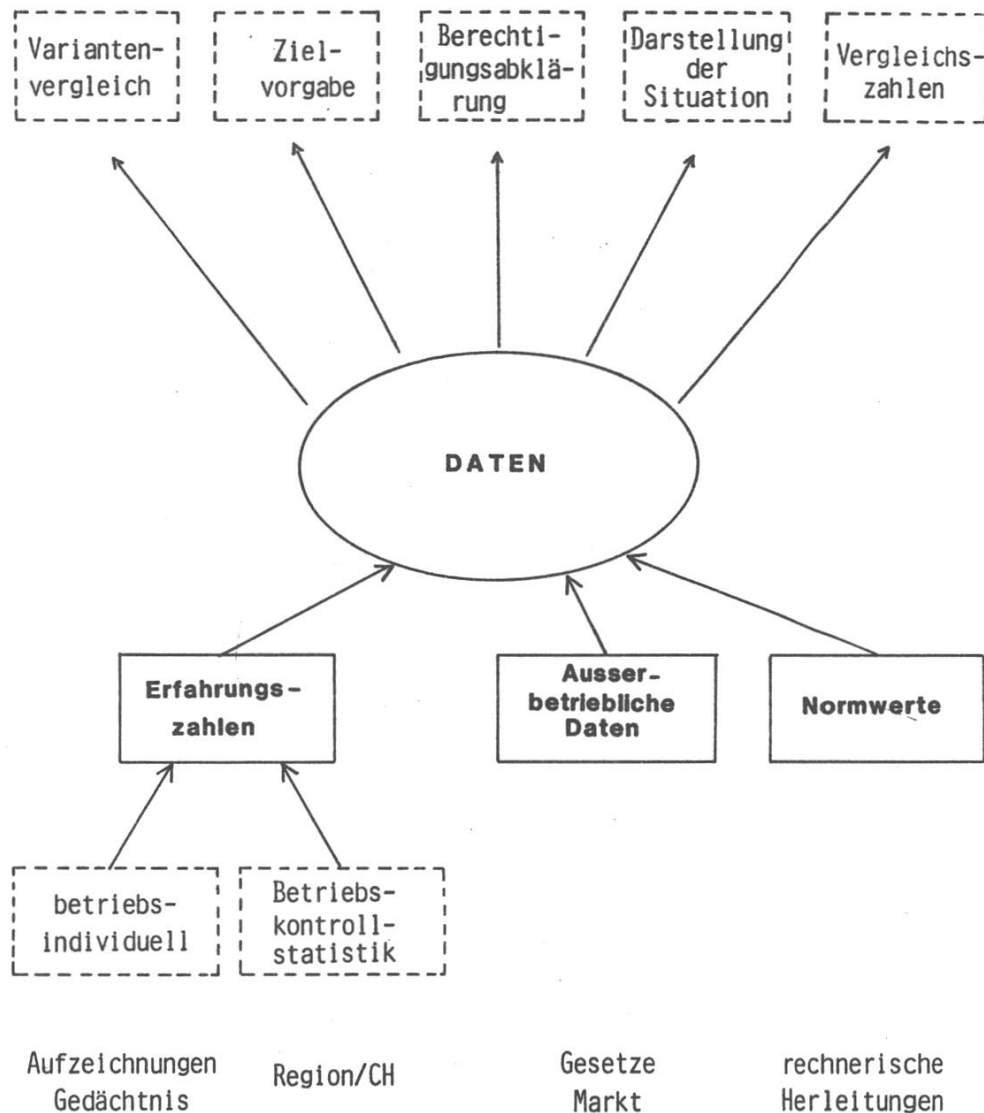 Varianten-
vergleich
Ziel-
vorgabe
Berechti-
gungsabklä-
rung
Darstellung
der
Situation
Vergleichs-
zahlen
DATEN
Erfahrungs-
zahlen
Ausser-
betriebliche
Daten
Normwerte
betriebs-
individuell
Betriebs-
kontroll-
statistik
Aufzeichnungen
Gedächtnis
Region/CH
Gesetze
Markt
rechnerische
Herleitungen